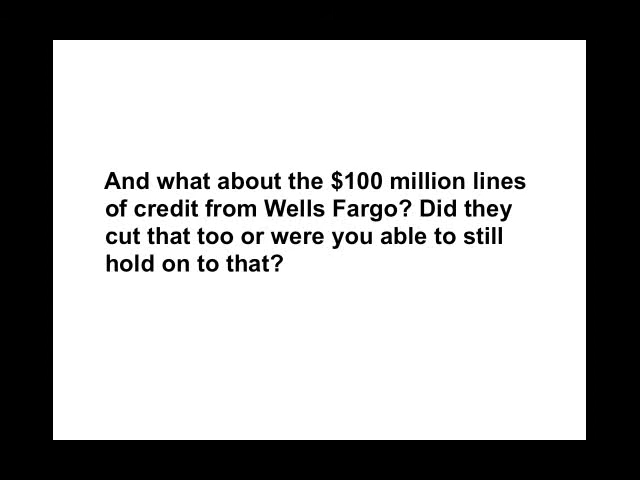 And what about the $100 million lines
of credit from Wells Fargo? Did they
cut that too or were you able to still
hold on to that?